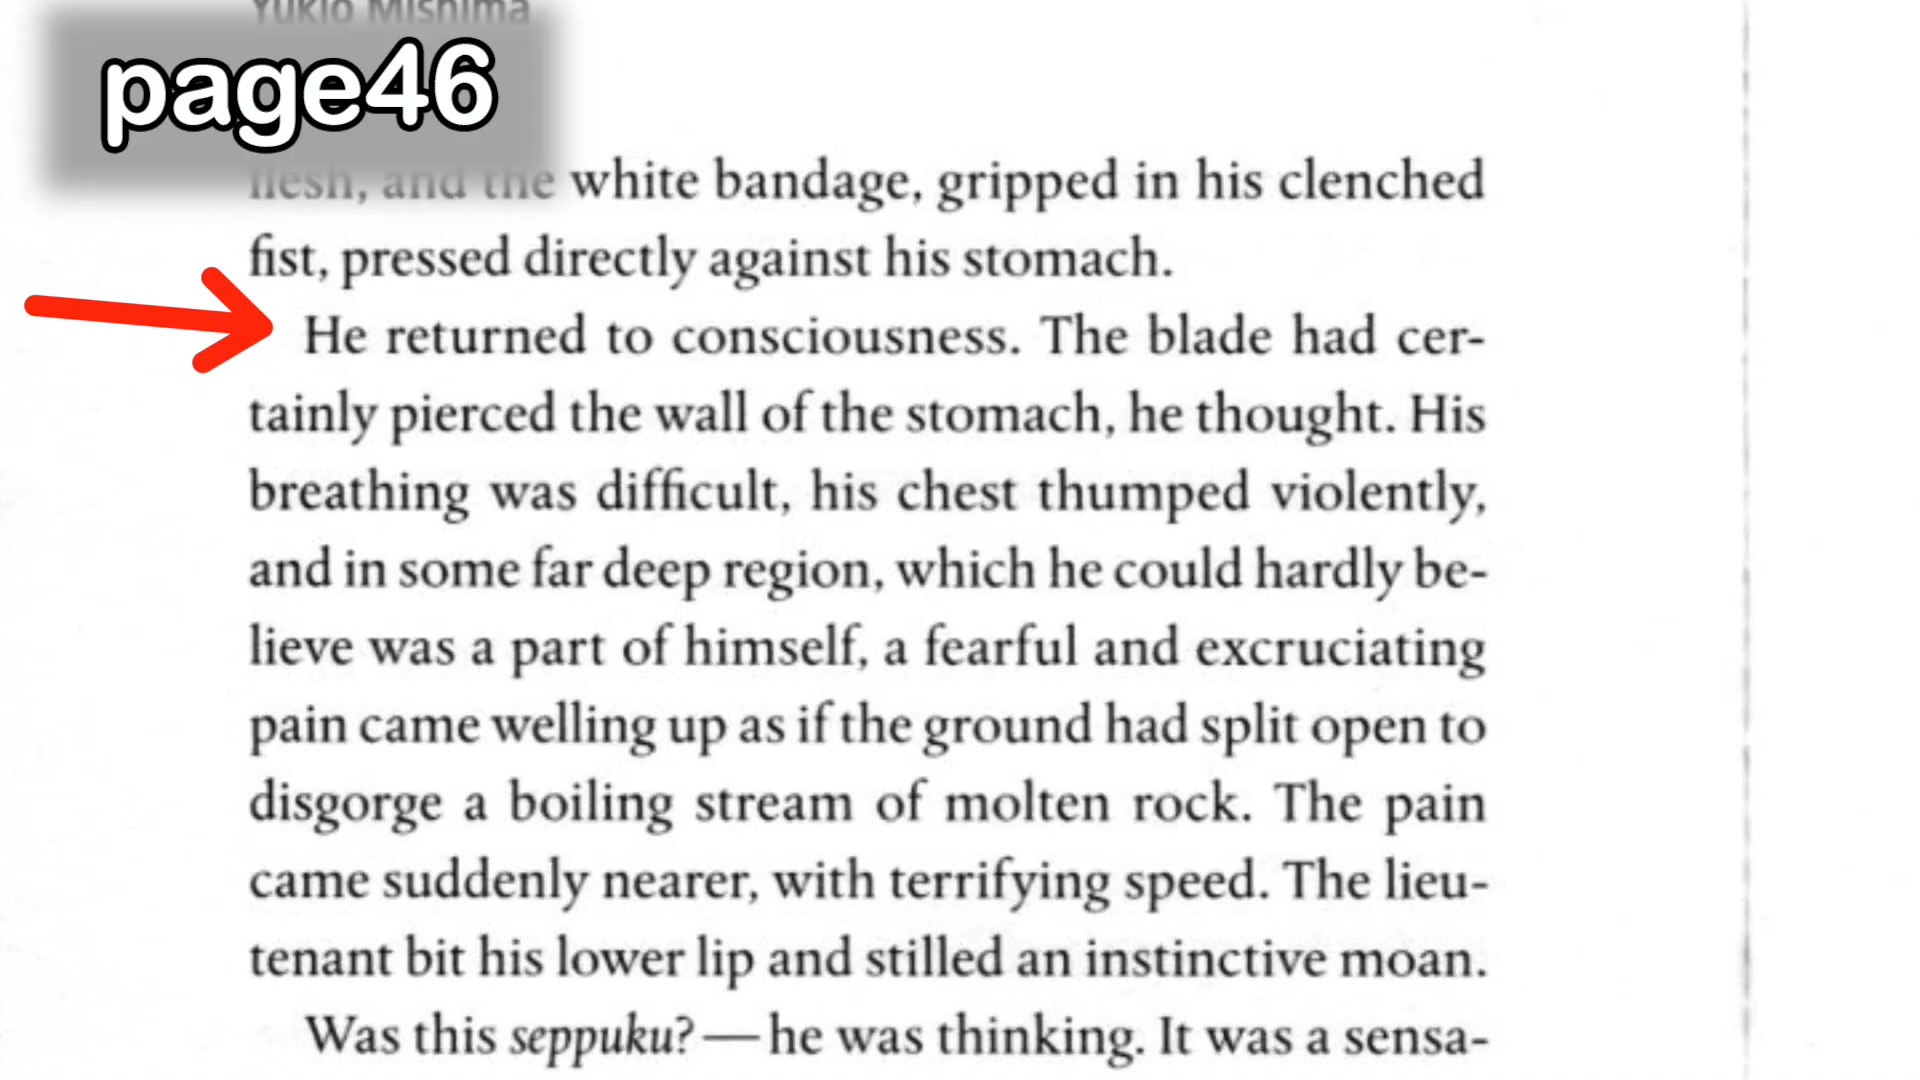 Yukio Mishima
page46
flesh, and the white bandage, gripped in his clenched
fist, pressed directly against his stomach.
He returned to consciousness. The blade had cer-
tainly pierced the wall of the stomach, he thought. His
breathing was difficult, his chest thumped violently,
and in some far deep region, which he could hardly be-
lieve was a part of himself, a fearful and excruciating
pain came welling up as if the ground had split open to
disgorge a boiling stream of molten rock. The pain
came suddenly nearer, with terrifying speed. The lieu-
tenant bit his lower lip and stilled an instinctive moan.
Was this seppuku?—he was thinking. It was a sensa-